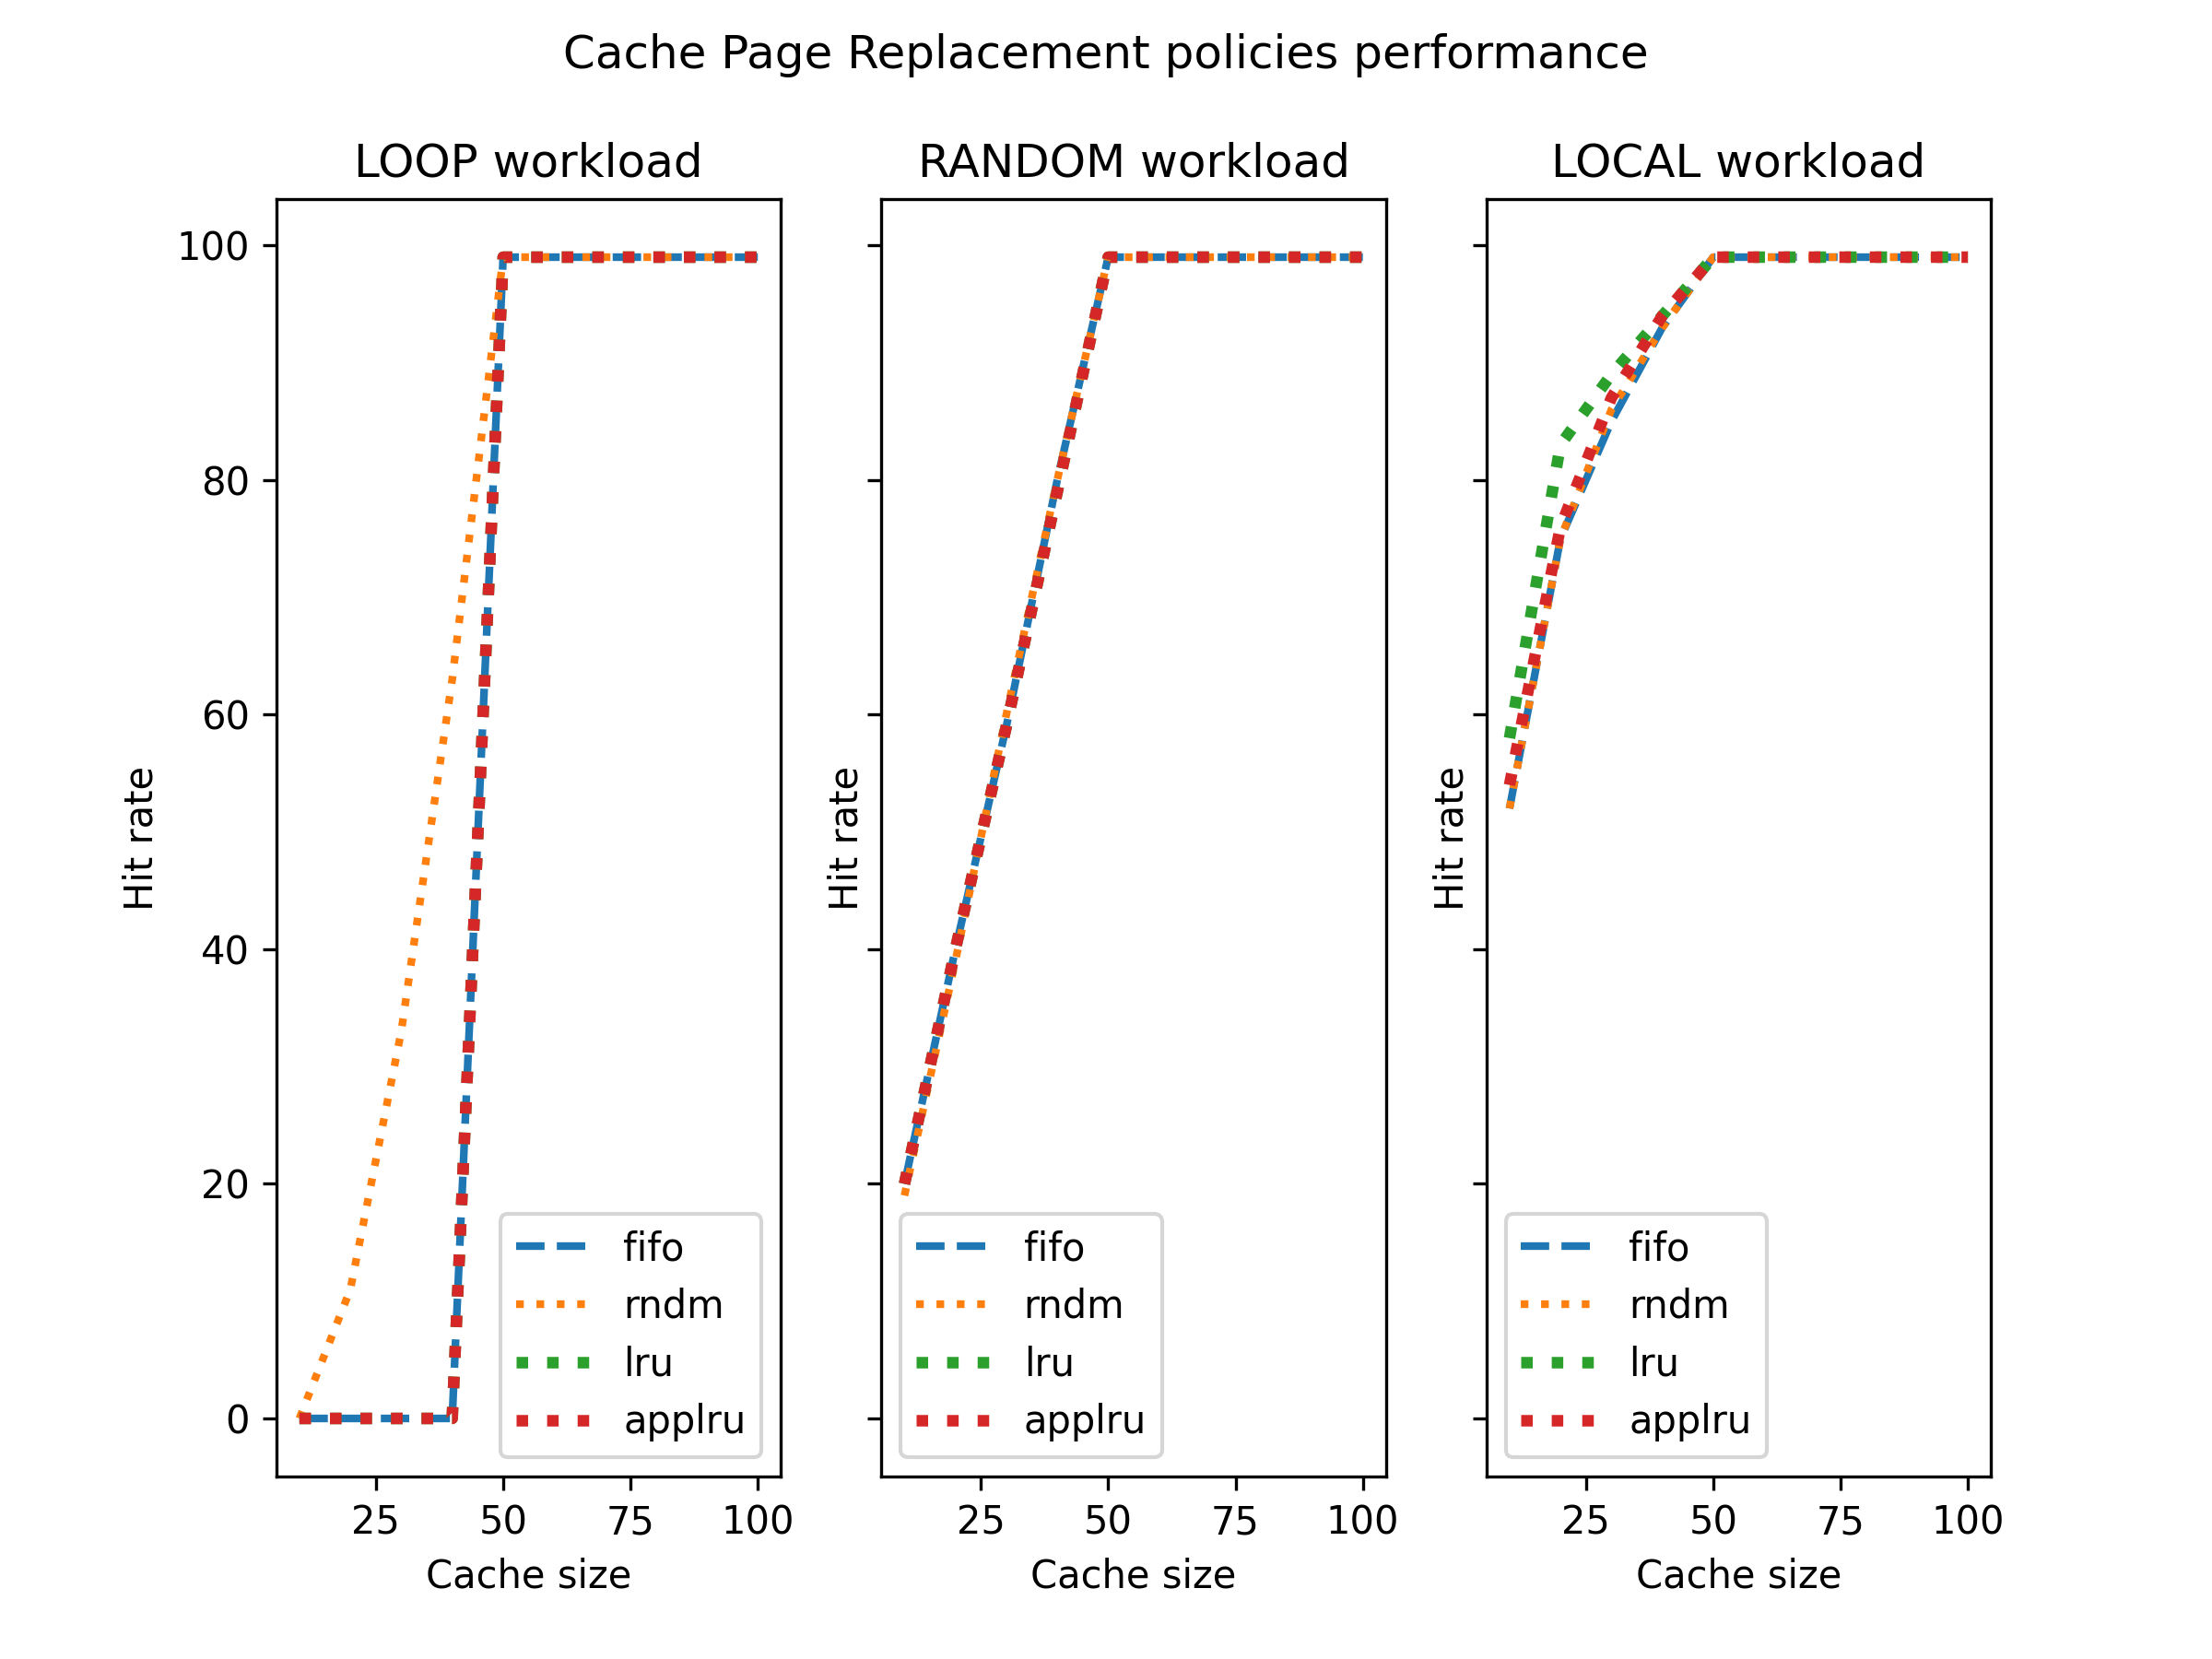 Cache Page Replacement policies performance
LOOP workload
100
80
60
40
20
0
Hit rate
fifo
rndm
lru
applru
25 50 75 100
Cache size
RANDOM workload
Hit rate
fifo
rndm
lru
applru
25 50 75 100
Cache size
LOCAL workload
Hit rate
fifo
rndm
lru
applru
25 50 75 100
Cache size